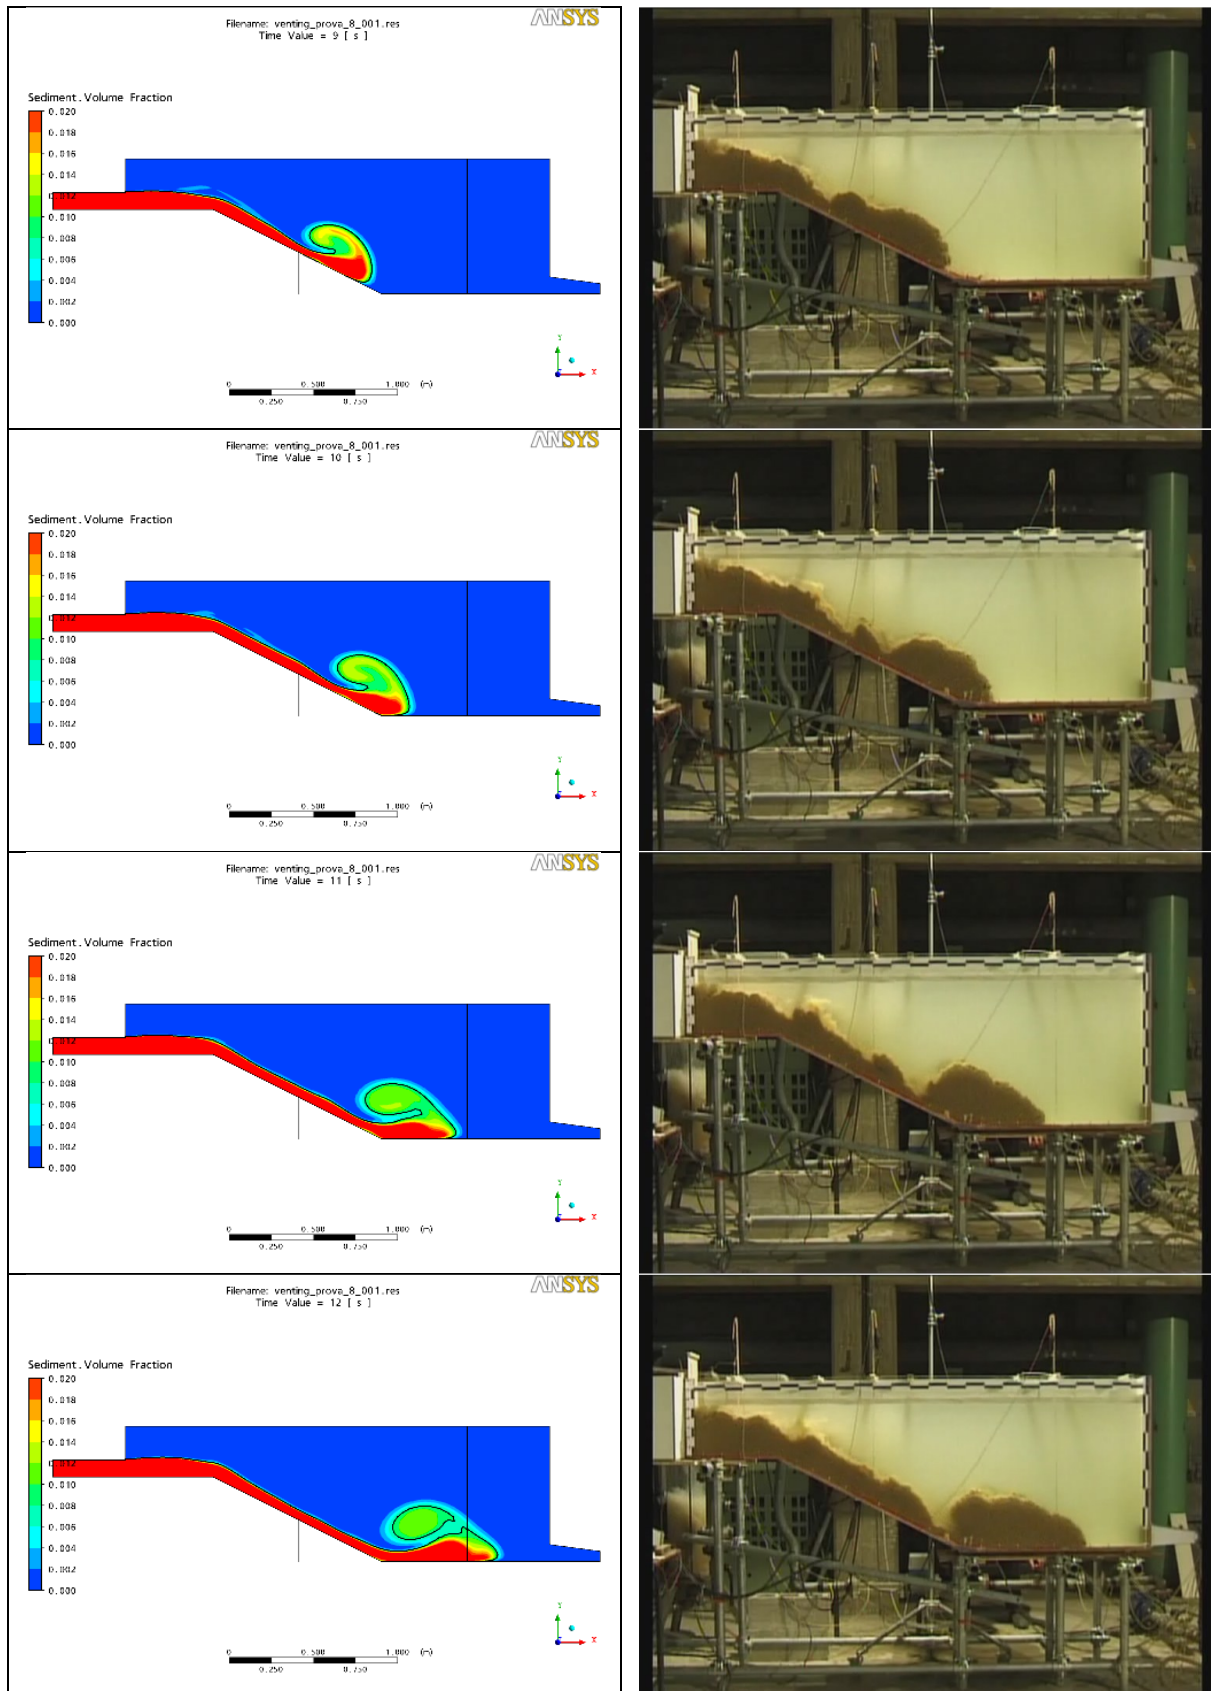 ANSYS
Filename: venting_prova_8_001.res
Time Value = 9 [ s ]
Sediment.Volume Fraction
0.020
0.018
0.016
0.014
0.012
0.010
0.008
0.006
0.004
0.002
0.000
Y
X
0 0.500 1.000 (m)
0.250 0.750
ANSYS
Filename: venting_prova_8_001.res
Time Value = 10 [ s ]
Sediment.Volume Fraction
0.020
0.018
0.016
0.014
0.012
0.010
0.008
0.006
0.004
0.002
0.000
Y
X
0 0.500 1.000 (m)
0.250 0.750
ANSYS
Filename: venting_prova_8_001.res
Time Value = 11 [ s ]
Sediment.Volume Fraction
0.020
0.018
0.016
0.014
0.012
0.010
0.008
0.006
0.004
0.002
0.000
Y
X
0 0.500 1.000 (m)
0.250 0.750
ANSYS
Filename: venting_prova_8_001.res
Time Value = 12 [ s ]
Sediment.Volume Fraction
0.020
0.018
0.016
0.014
0.012
0.010
0.008
0.006
0.004
0.002
0.000
Y
X
0 0.500 1.000 (m)
0.250 0.750